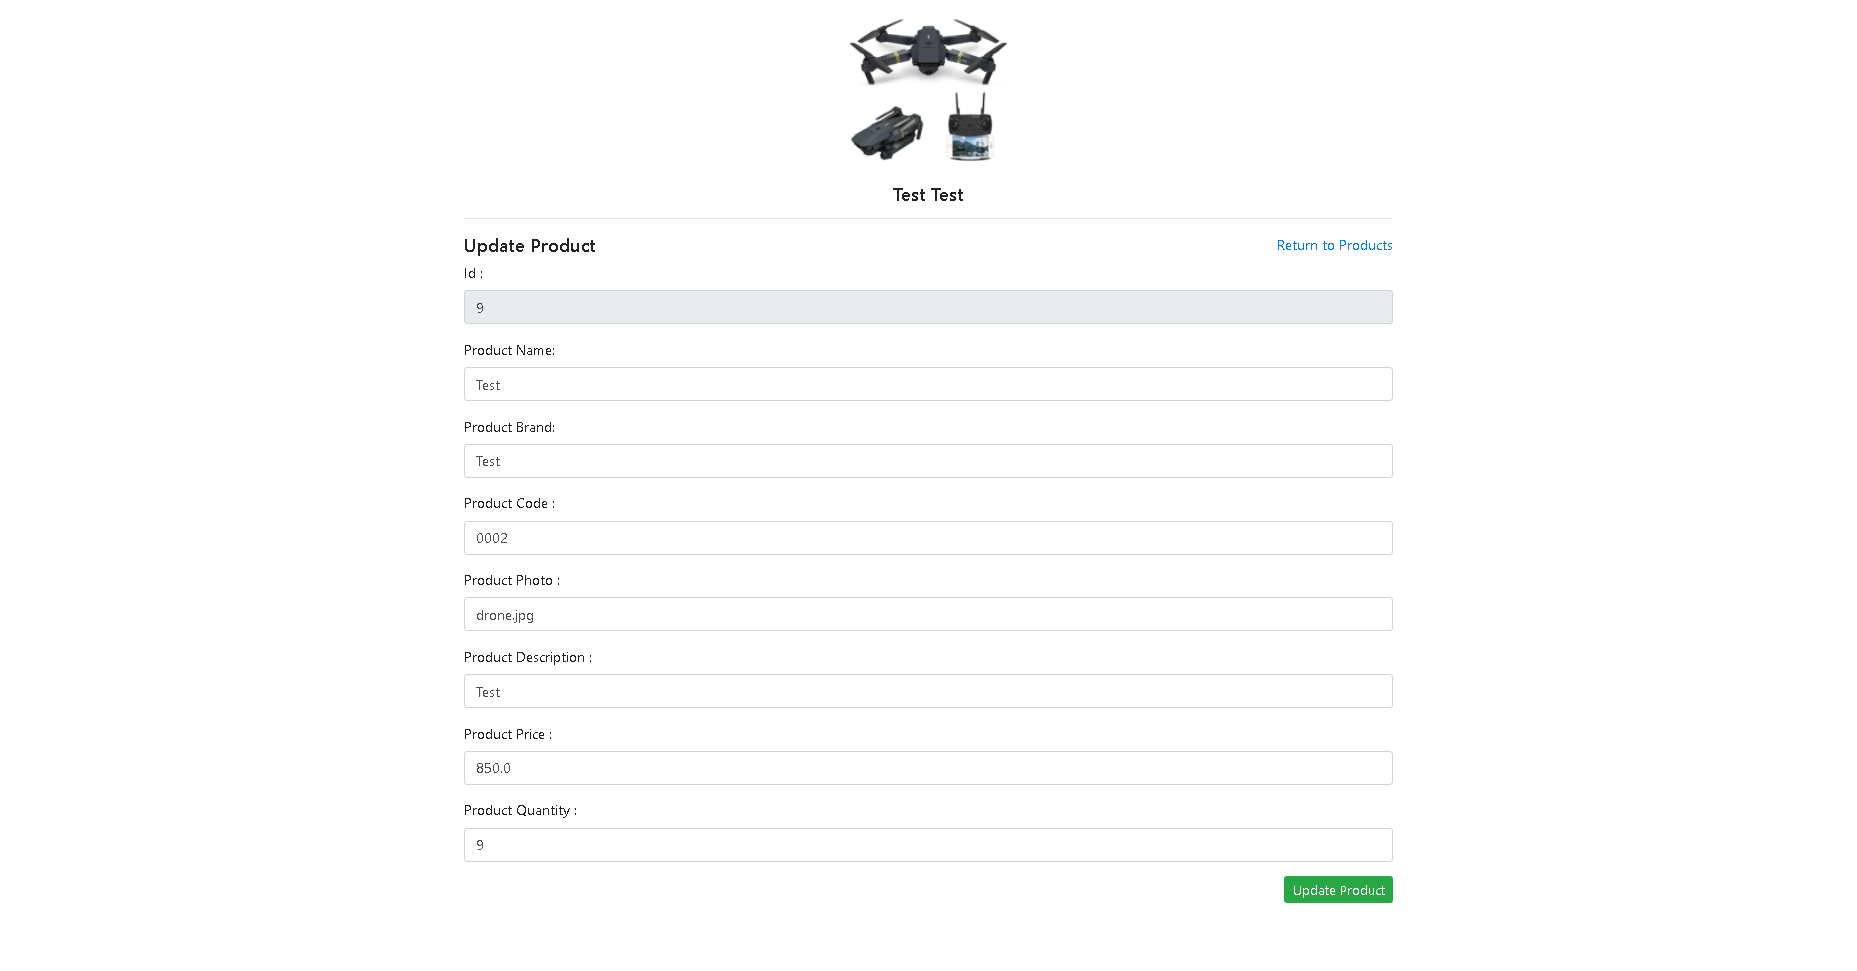 Test Test
Update Product
Return to Products
Id :
9
Product Name:
Test
Product Brand:
Test
Product Code :
0002
Product Photo :
drone.jpg
Product Description :
Test
Product Price :
850.0
Product Quantity :
9
Update Product